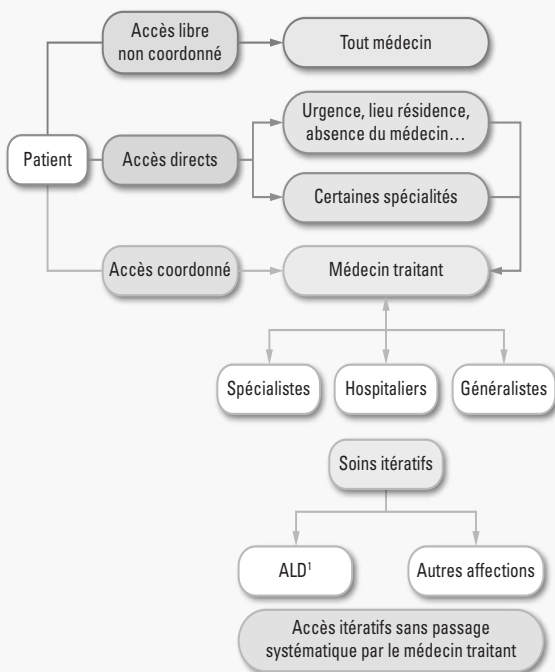 Accès libre
non coordonné
Tout médecin
Urgence, lieu résidence,
absence du médecin…
Patient
Accès directs
Certaines spécialités
Accès coordonné
Médecin traitant
Spécialistes
Hospitaliers
Généralistes
Soins itératifs
ALD¹
Autres affections
Accès itératifs sans passage
systématique par le médecin traitant